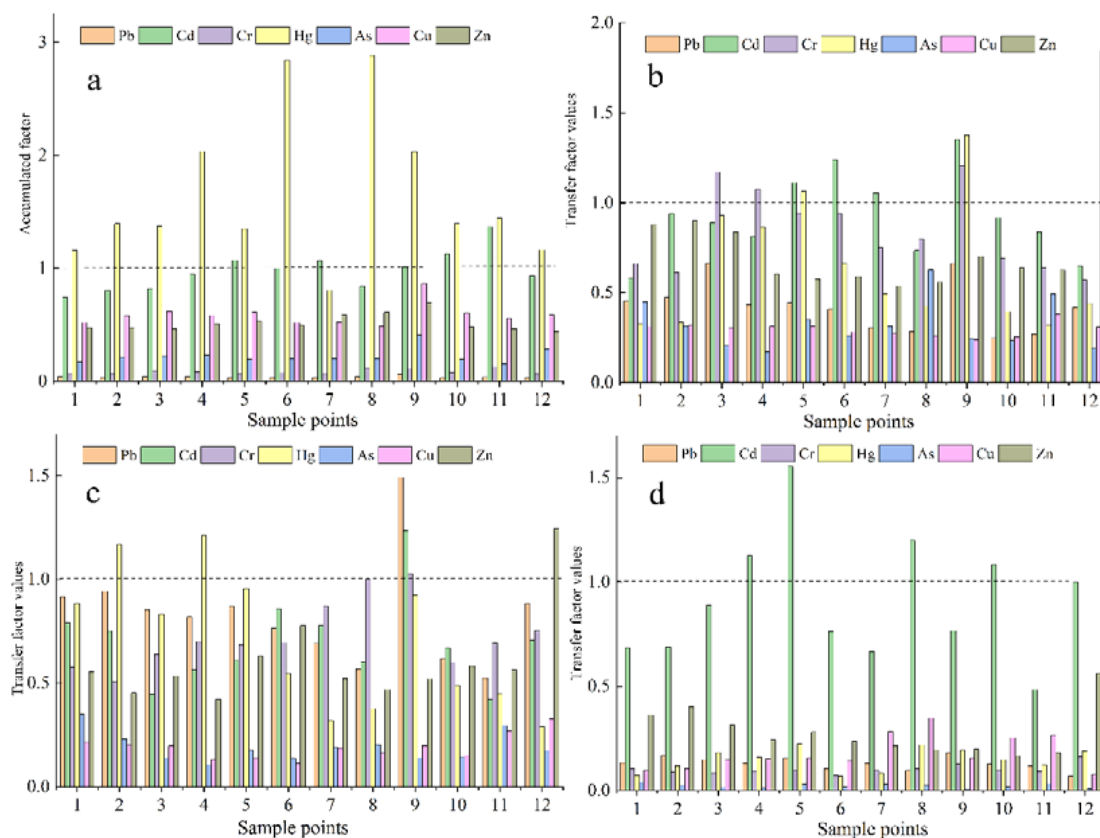 Pb Cd Cr Hg As Cu Zn
a
3
2
1
0
Accumulated factor
1 2 3 4 5 6 7 8 9 10 11 12
Sample points
2.0
Pb Cd Cr Hg As Cu Zn
b
1.5
1.0
0.5
0.0
Transfer factor values
1 2 3 4 5 6 7 8 9 10 11 12
Sample points
Pb Cd Cr Hg As Cu Zn
c
1.5
1.0
0.5
0.0
Transfer factor values
1 2 3 4 5 6 7 8 9 10 11 12
Sample points
Pb Cd Cr Hg As Cu Zn
d
1.5
1.0
0.5
0.0
Transfer factor values
1 2 3 4 5 6 7 8 9 10 11 12
Sample points